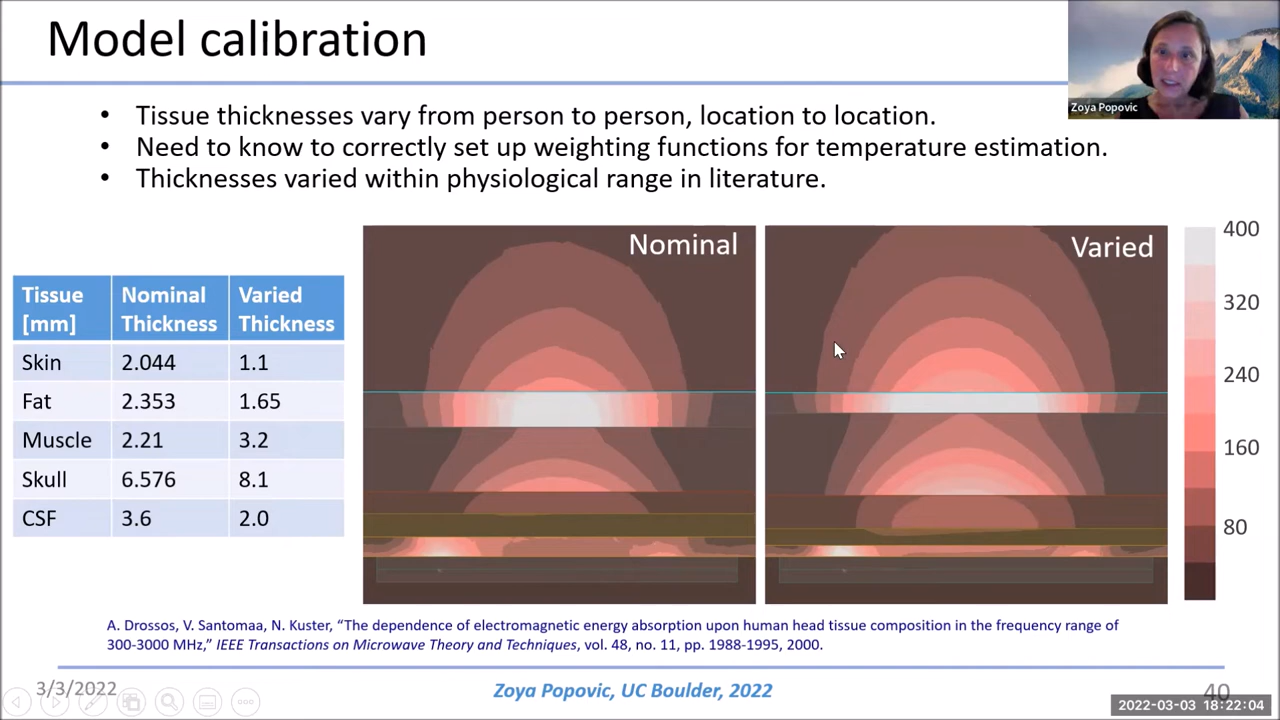 Model calibration
Zoya Popovic
• Tissue thicknesses vary from person to person, location to location.
• Need to know to correctly set up weighting functions for temperature estimation.
• Thicknesses varied within physiological range in literature.
Tissue [mm] Nominal Thickness Varied Thickness
Skin 2.044 1.1
Fat 2.353 1.65
Muscle 2.21 3.2
Skull 6.576 8.1
CSF 3.6 2.0
Nominal
Varied
400
320
240
160
80
A. Drossos, V. Santomaa, N. Kuster, “The dependence of electromagnetic energy absorption upon human head tissue composition in the frequency range of
300-3000 MHz,” IEEE Transactions on Microwave Theory and Techniques, vol. 48, no. 11, pp. 1988-1995, 2000.
3/3/2022
Zoya Popovic, UC Boulder, 2022
40
2022-03-03 18:22:04